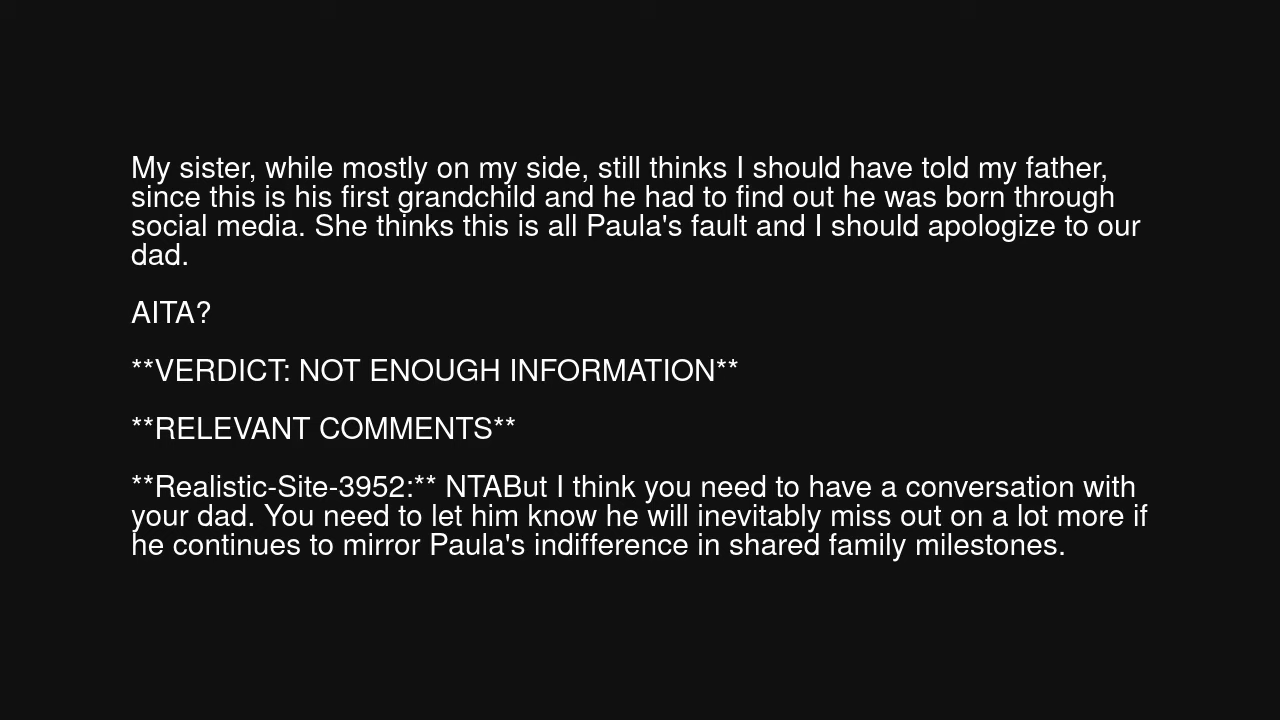 My sister, while mostly on my side, still thinks I should have told my father,
since this is his first grandchild and he had to find out he was born through
social media. She thinks this is all Paula's fault and I should apologize to our
dad.
AITA?
**VERDICT: NOT ENOUGH INFORMATION**
**RELEVANT COMMENTS**
**Realistic-Site-3952:** NTABut I think you need to have a conversation with
your dad. You need to let him know he will inevitably miss out on a lot more if
he continues to mirror Paula's indifference in shared family milestones.